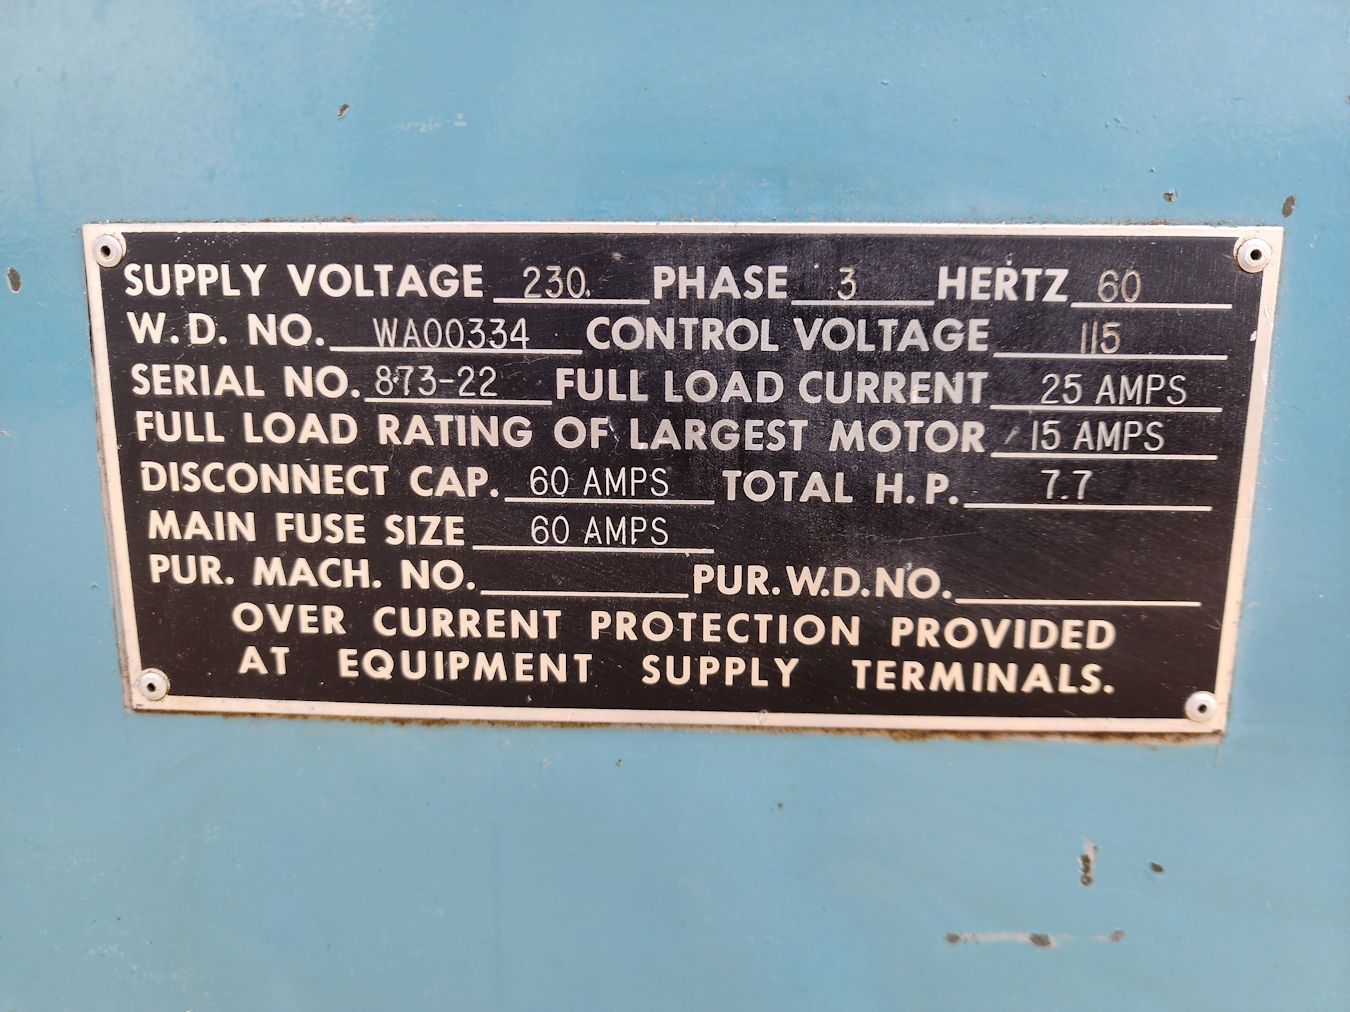 SUPPLY VOLTAGE 230 PHASE 3 HERTZ 60
W.D. NO. WA00334 CONTROL VOLTAGE 115
SERIAL NO. 873-22 FULL LOAD CURRENT 25 AMPS
FULL LOAD RATING OF LARGEST MOTOR 15 AMPS
DISCONNECT CAP. 60 AMPS TOTAL H.P. 7.7
MAIN FUSE SIZE 60 AMPS
PUR. MACH. NO. PUR.W.D.NO.
OVER CURRENT PROTECTION PROVIDED
AT EQUIPMENT SUPPLY TERMINALS.